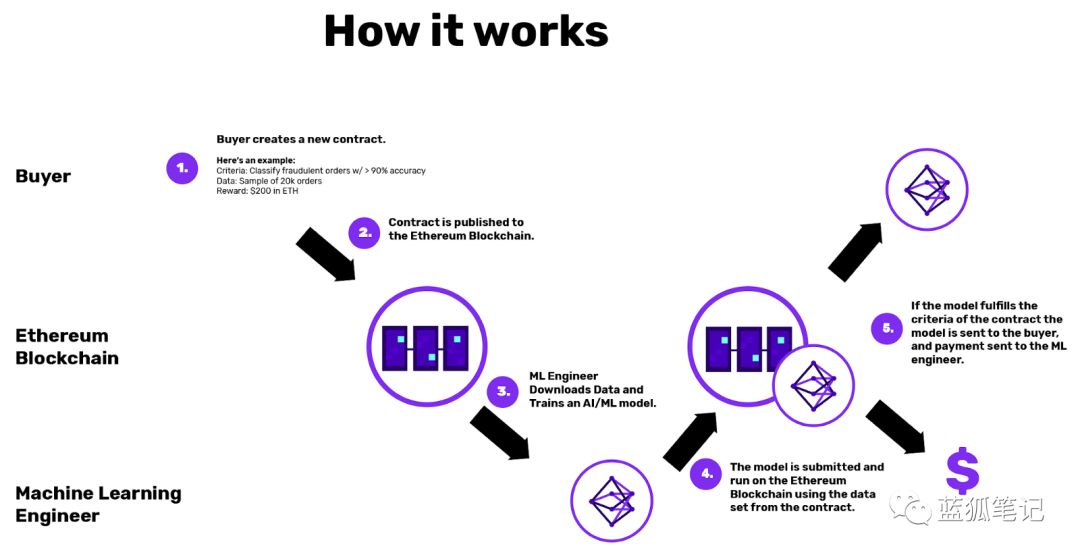 How it works
Buyer
1.
Buyer creates a new contract.
Here's an example:
Criteria: Classify fraudulent orders w/ > 90% accuracy
Data: Sample of 20k orders
Reward: $200 in ETH
2.
Contract is published to
the Ethereum Blockchain.
Ethereum
Blockchain
3.
ML Engineer
Downloads Data and
Trains an AI/ML model.
5.
If the model fulfills the
criteria of the contract the
model is sent to the buyer,
and payment sent to the ML
engineer.
Machine Learning
Engineer
4.
The model is submitted and
run on the Ethereum
Blockchain using the data
set from the contract.
$
蓝狐笔记